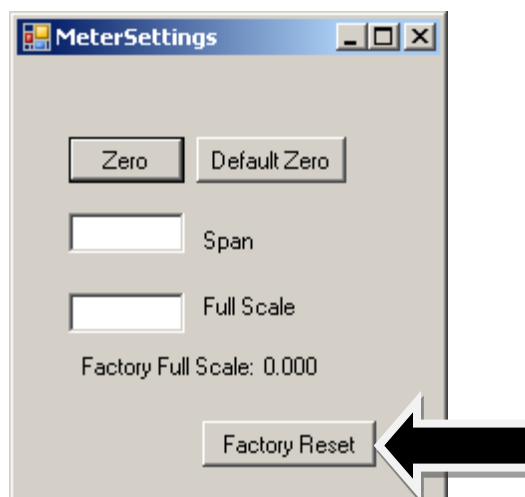 MeterSettings
Zero Default Zero
Span
Full Scale
Factory Full Scale: 0.000
Factory Reset